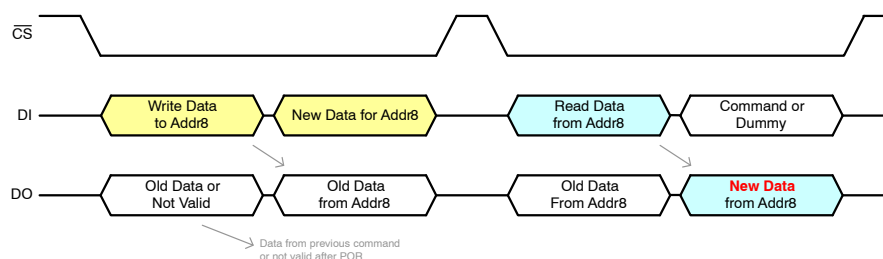 CS
DI
Write Data
to Addr8
New Data for Addr8
Read Data
from Addr8
Command or
Dummy
DO
Old Data or
Not Valid
Old Data
from Addr8
Old Data
From Addr8
New Data
from Addr8
Data from previous command
or not valid after POR